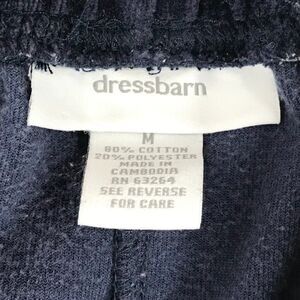 dressbarn
M
80% COTTON
20% POLYESTER
MADE IN
CAMBODIA
RN 63264
SEE REVERSE
FOR CARE